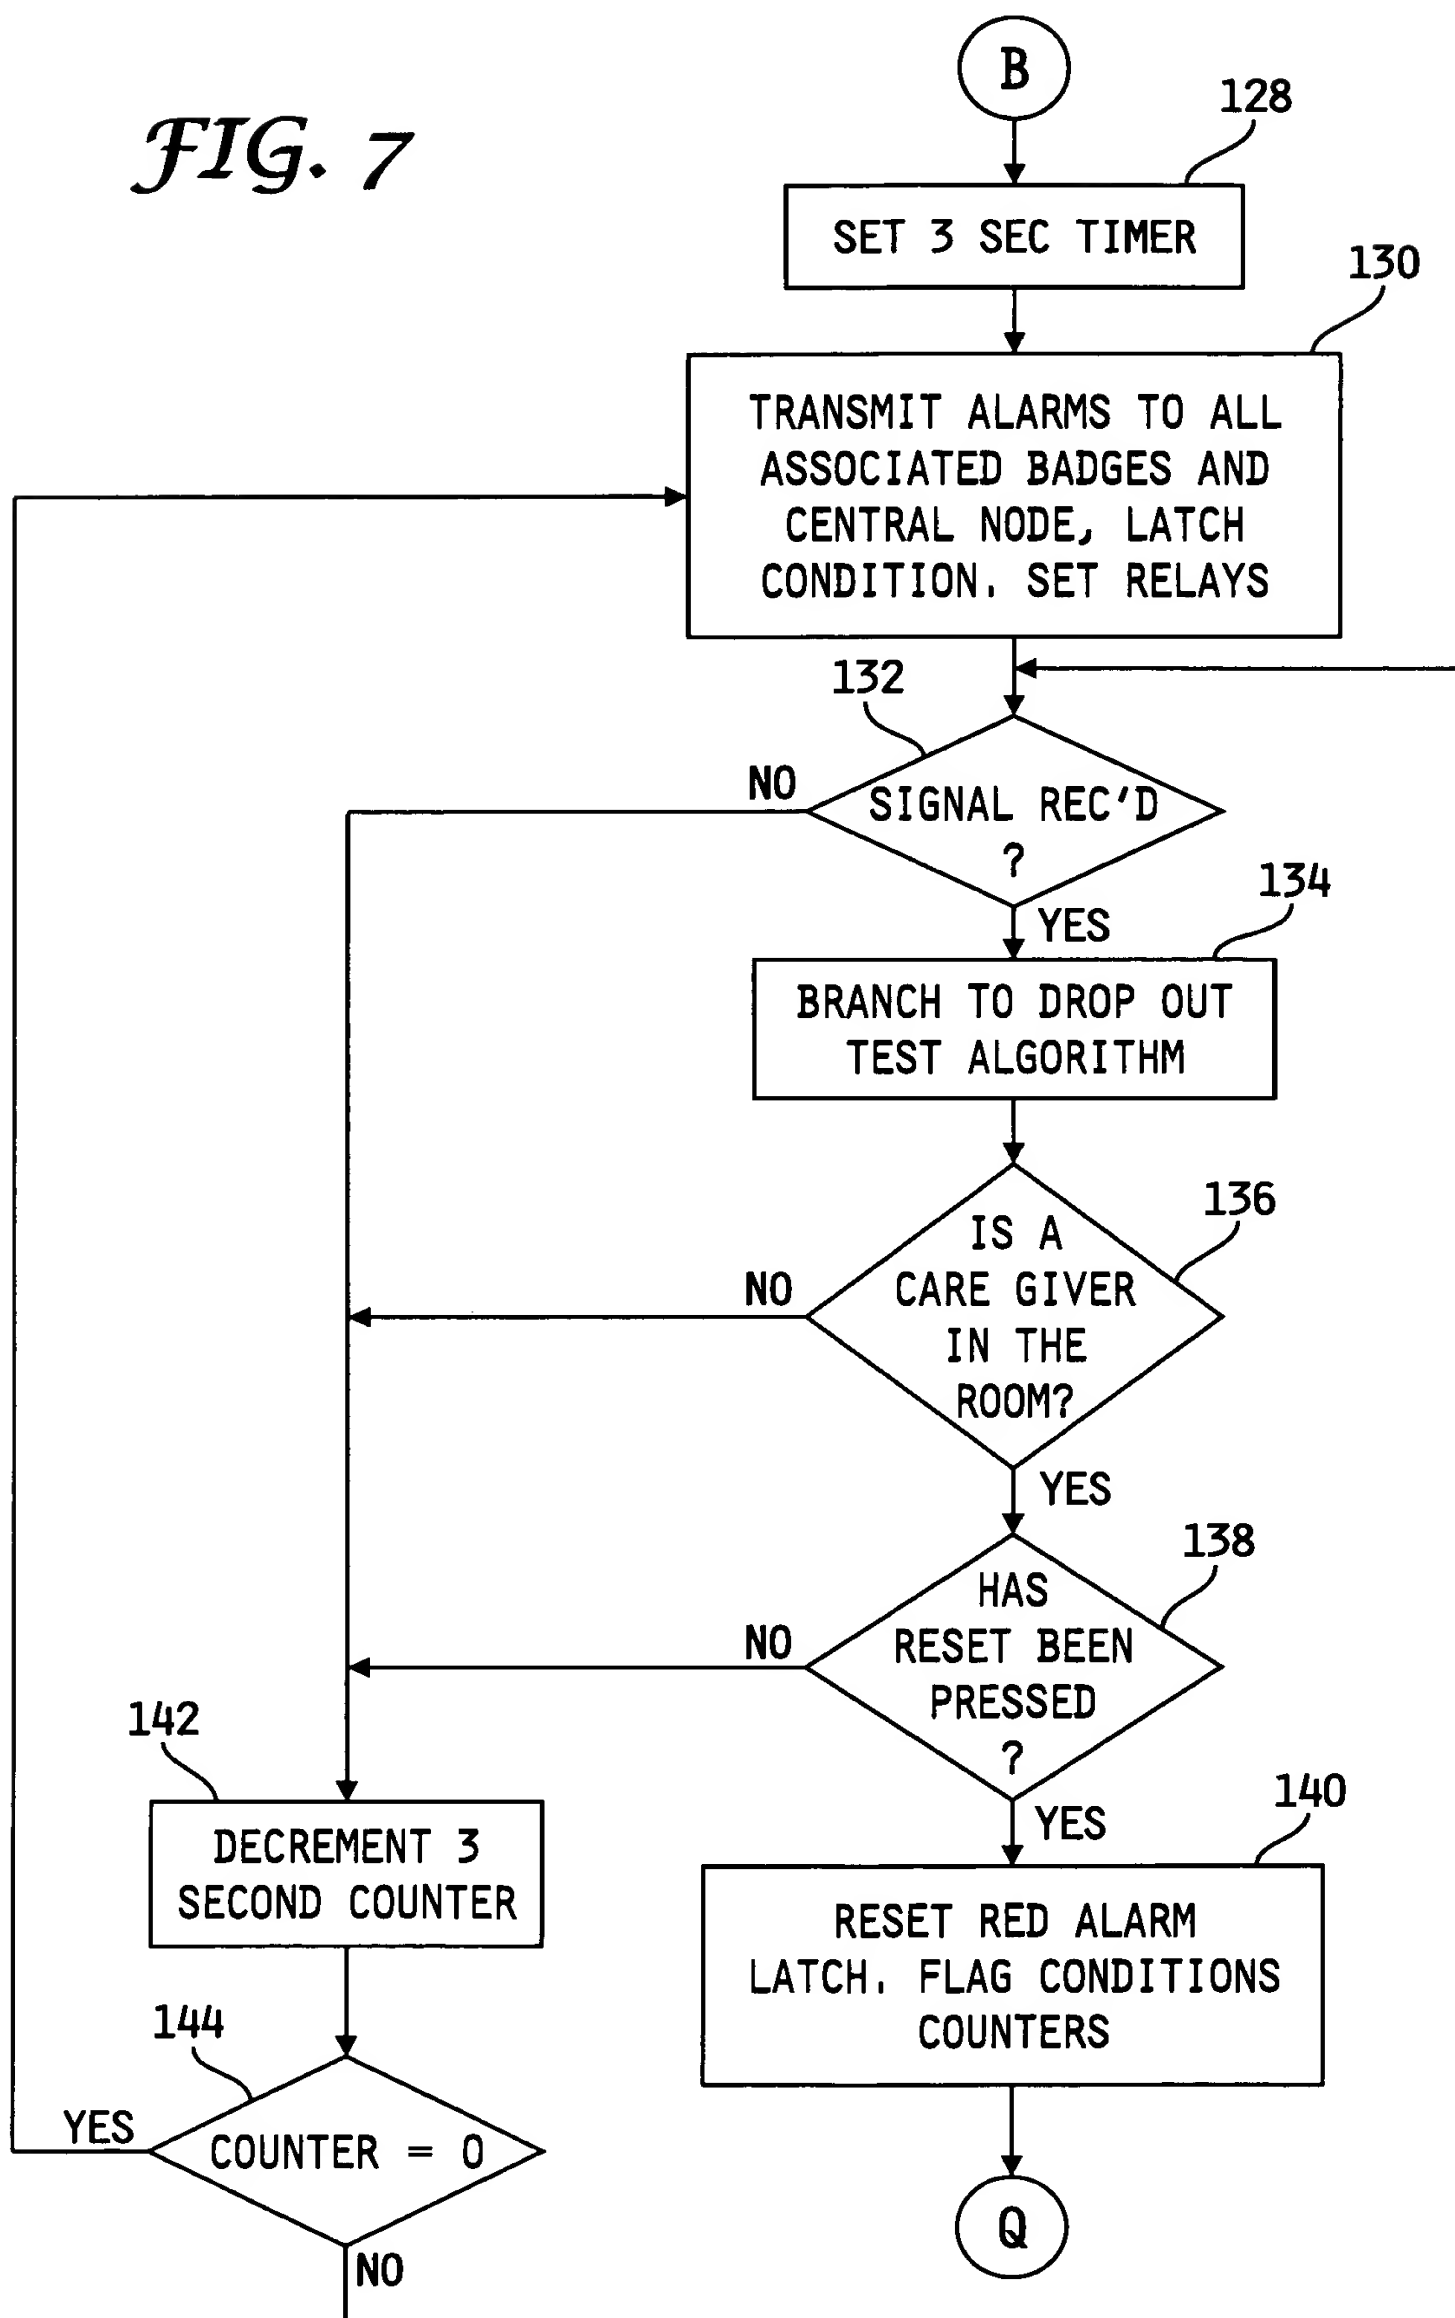 FIG. 7
B
128
SET 3 SEC TIMER
130
TRANSMIT ALARMS TO ALL
ASSOCIATED BADGES AND
CENTRAL NODE, LATCH
CONDITION. SET RELAYS
132
NO
SIGNAL REC'D
?
YES
134
BRANCH TO DROP OUT
TEST ALGORITHM
136
NO
IS A
CARE GIVER
IN THE
ROOM?
YES
138
NO
HAS
RESET BEEN
PRESSED
?
YES
140
RESET RED ALARM
LATCH. FLAG CONDITIONS
COUNTERS
Q
142
DECREMENT 3
SECOND COUNTER
144
YES
COUNTER = 0
NO